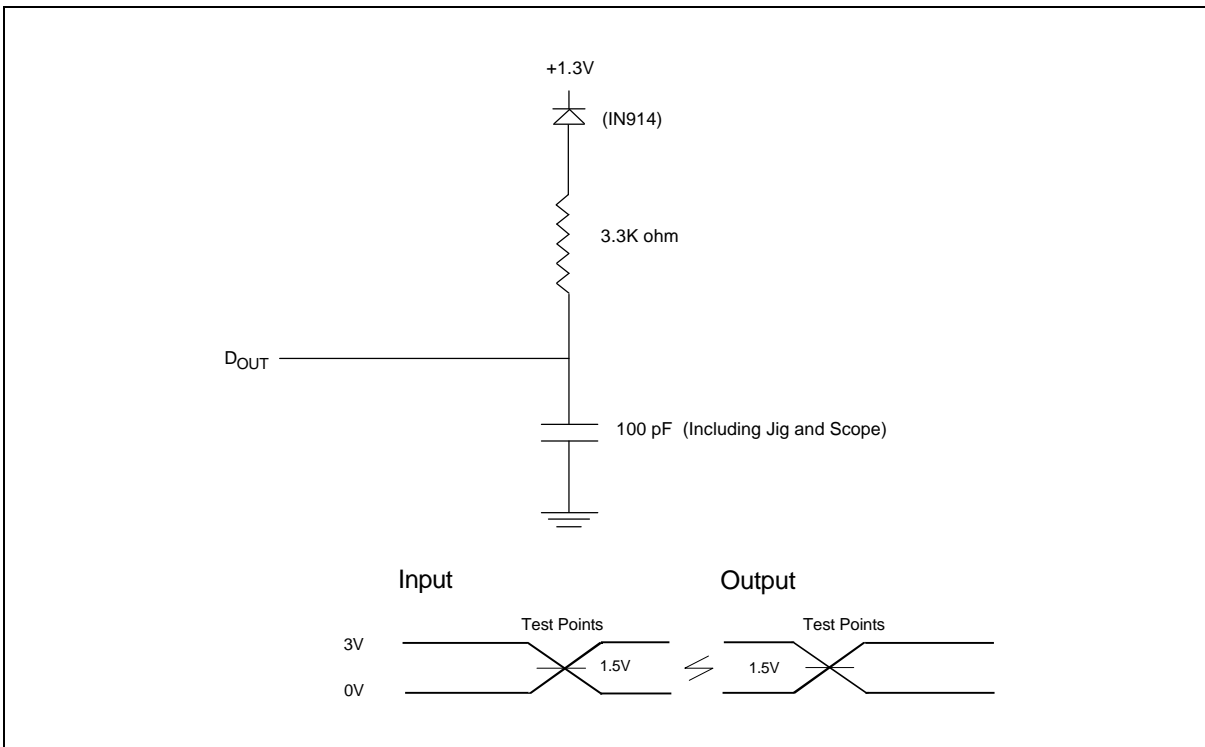 +1.3V
(IN914)
3.3K ohm
DOUT
100 pF (Including Jig and Scope)
Input Output
Test Points Test Points
3V
1.5V 1.5V
0V